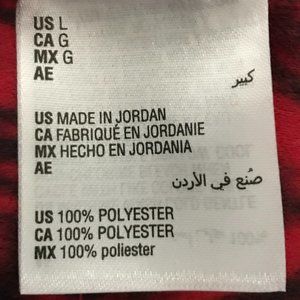 US L
CA G
MX G
AE
كبير
US MADE IN JORDAN
CA FABRIQUÉ EN JORDANIE
MX HECHO EN JORDANIA
AE
صُنع في الأردن
US 100% POLYESTER
CA 100% POLYESTER
MX 100% poliester